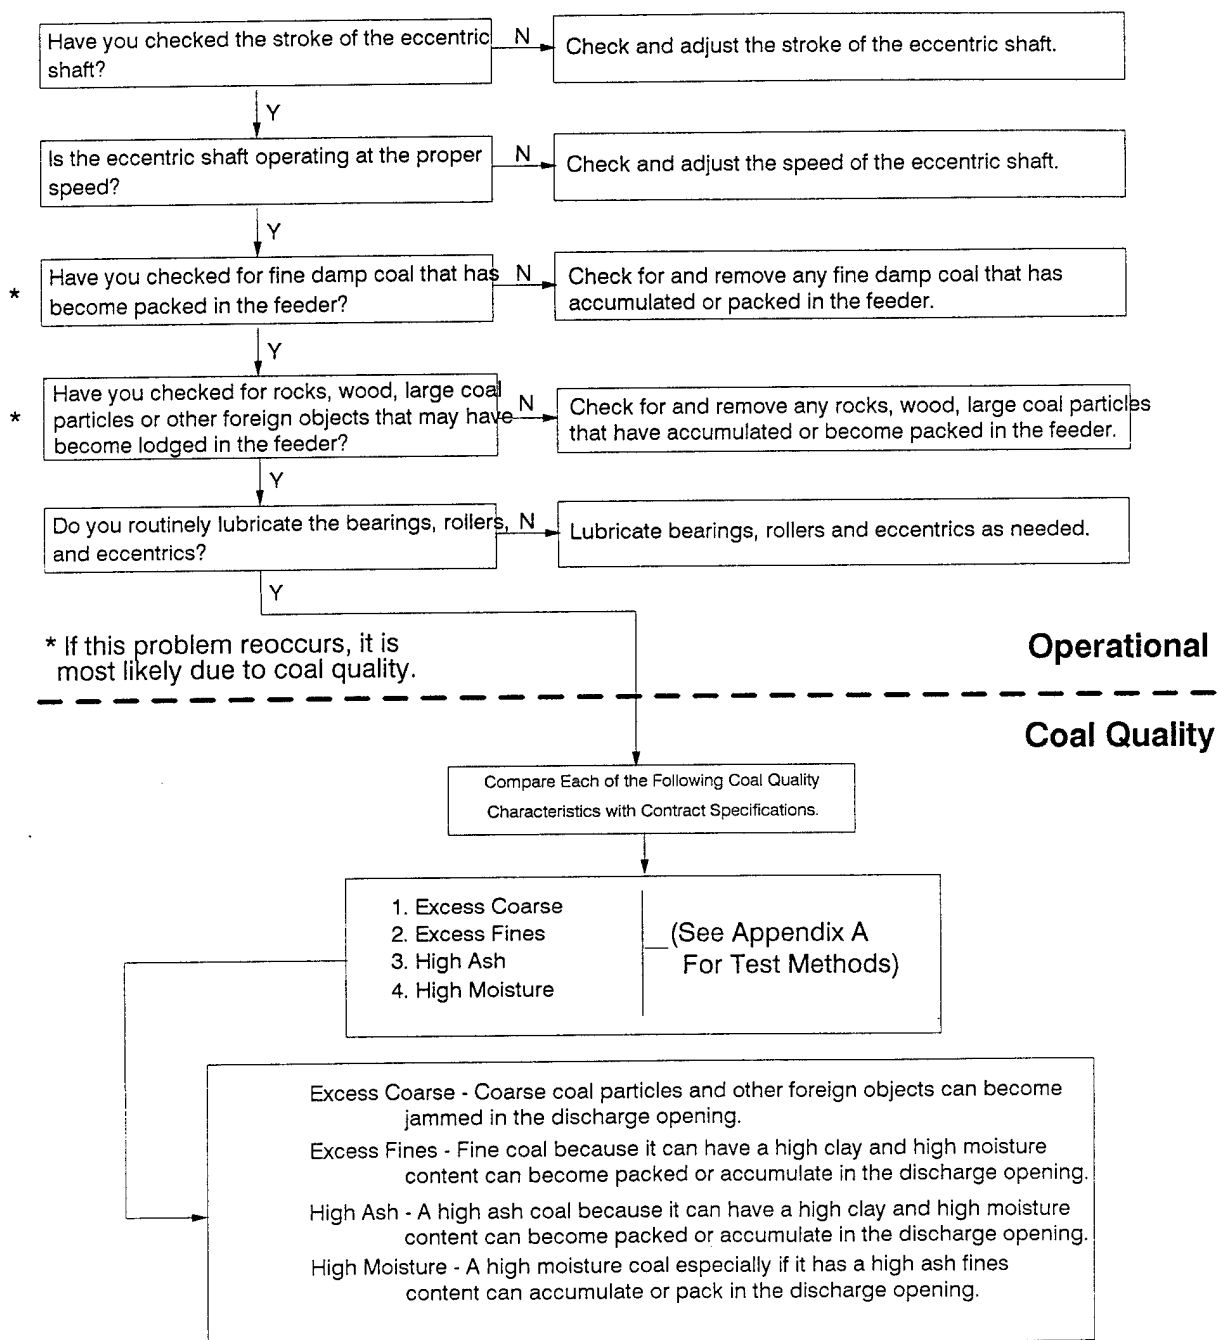 Have you checked the stroke of the eccentric
shaft?
N
Check and adjust the stroke of the eccentric shaft.
Y
Is the eccentric shaft operating at the proper
speed?
N
Check and adjust the speed of the eccentric shaft.
Y
*
Have you checked for fine damp coal that has
become packed in the feeder?
N
Check for and remove any fine damp coal that has
accumulated or packed in the feeder.
Y
*
Have you checked for rocks, wood, large coal
particles or other foreign objects that may have
become lodged in the feeder?
N
Check for and remove any rocks, wood, large coal particles
that have accumulated or become packed in the feeder.
Y
Do you routinely lubricate the bearings, rollers,
and eccentrics?
N
Lubricate bearings, rollers and eccentrics as needed.
Y
* If this problem reoccurs, it is
most likely due to coal quality.
Operational
Coal Quality
Compare Each of the Following Coal Quality
Characteristics with Contract Specifications.
1. Excess Coarse
2. Excess Fines
3. High Ash
4. High Moisture
(See Appendix A
For Test Methods)
Excess Coarse - Coarse coal particles and other foreign objects can become
jammed in the discharge opening.
Excess Fines - Fine coal because it can have a high clay and high moisture
content can become packed or accumulate in the discharge opening.
High Ash - A high ash coal because it can have a high clay and high moisture
content can become packed or accumulate in the discharge opening.
High Moisture - A high moisture coal especially if it has a high ash fines
content can accumulate or pack in the discharge opening.